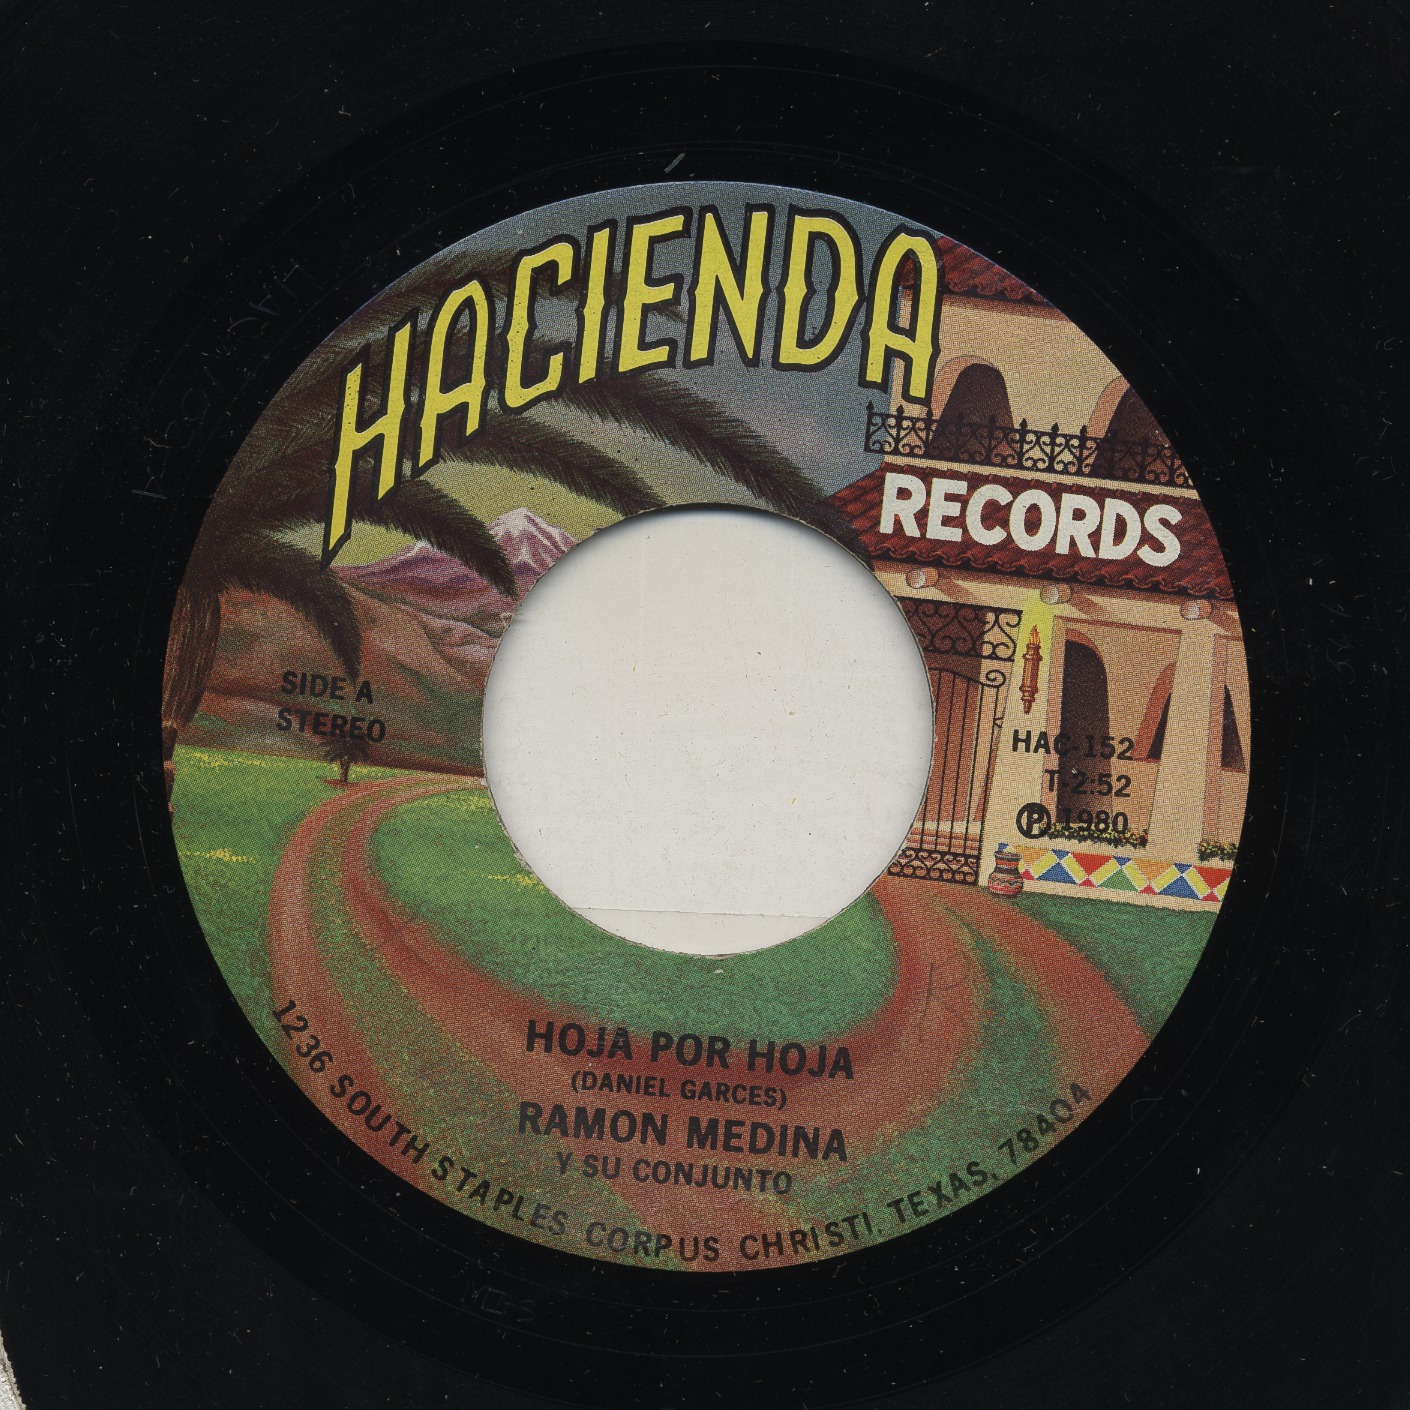 HACIENDA
RECORDS
SIDE A
STEREO
HAC-152
T-2:52
Ⓟ 1980
HOJA POR HOJA
(DANIEL GARCES)
RAMON MEDINA
Y SU CONJUNTO
1236 SOUTH STAPLES CORPUS CHRISTI, TEXAS, 78404